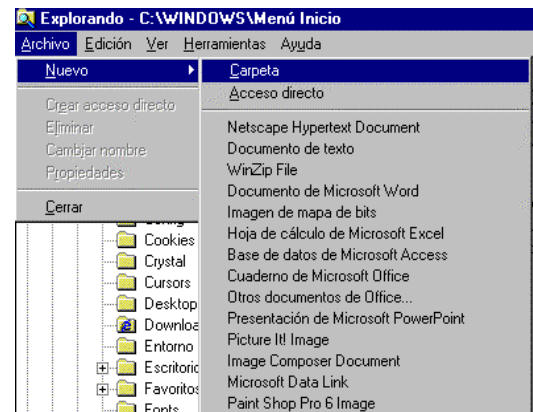 Explorando - C:\WINDOWS\Menú Inicio
Archivo Edición Ver Herramientas Ayuda
Nuevo
Crear acceso directo
Eliminar
Cambiar nombre
Propiedades
Cerrar
Carpeta
Acceso directo
Netscape Hypertext Document
Documento de texto
WinZip File
Documento de Microsoft Word
Imagen de mapa de bits
Hoja de cálculo de Microsoft Excel
Base de datos de Microsoft Access
Cuaderno de Microsoft Office
Otros documentos de Office...
Presentación de Microsoft PowerPoint
Picture It! Image
Image Composer Document
Microsoft Data Link
Paint Shop Pro 6 Image
Cookies
Crystal
Cursors
Desktop
Downloa
Entorno
Escritorio
Favoritos
Fonts